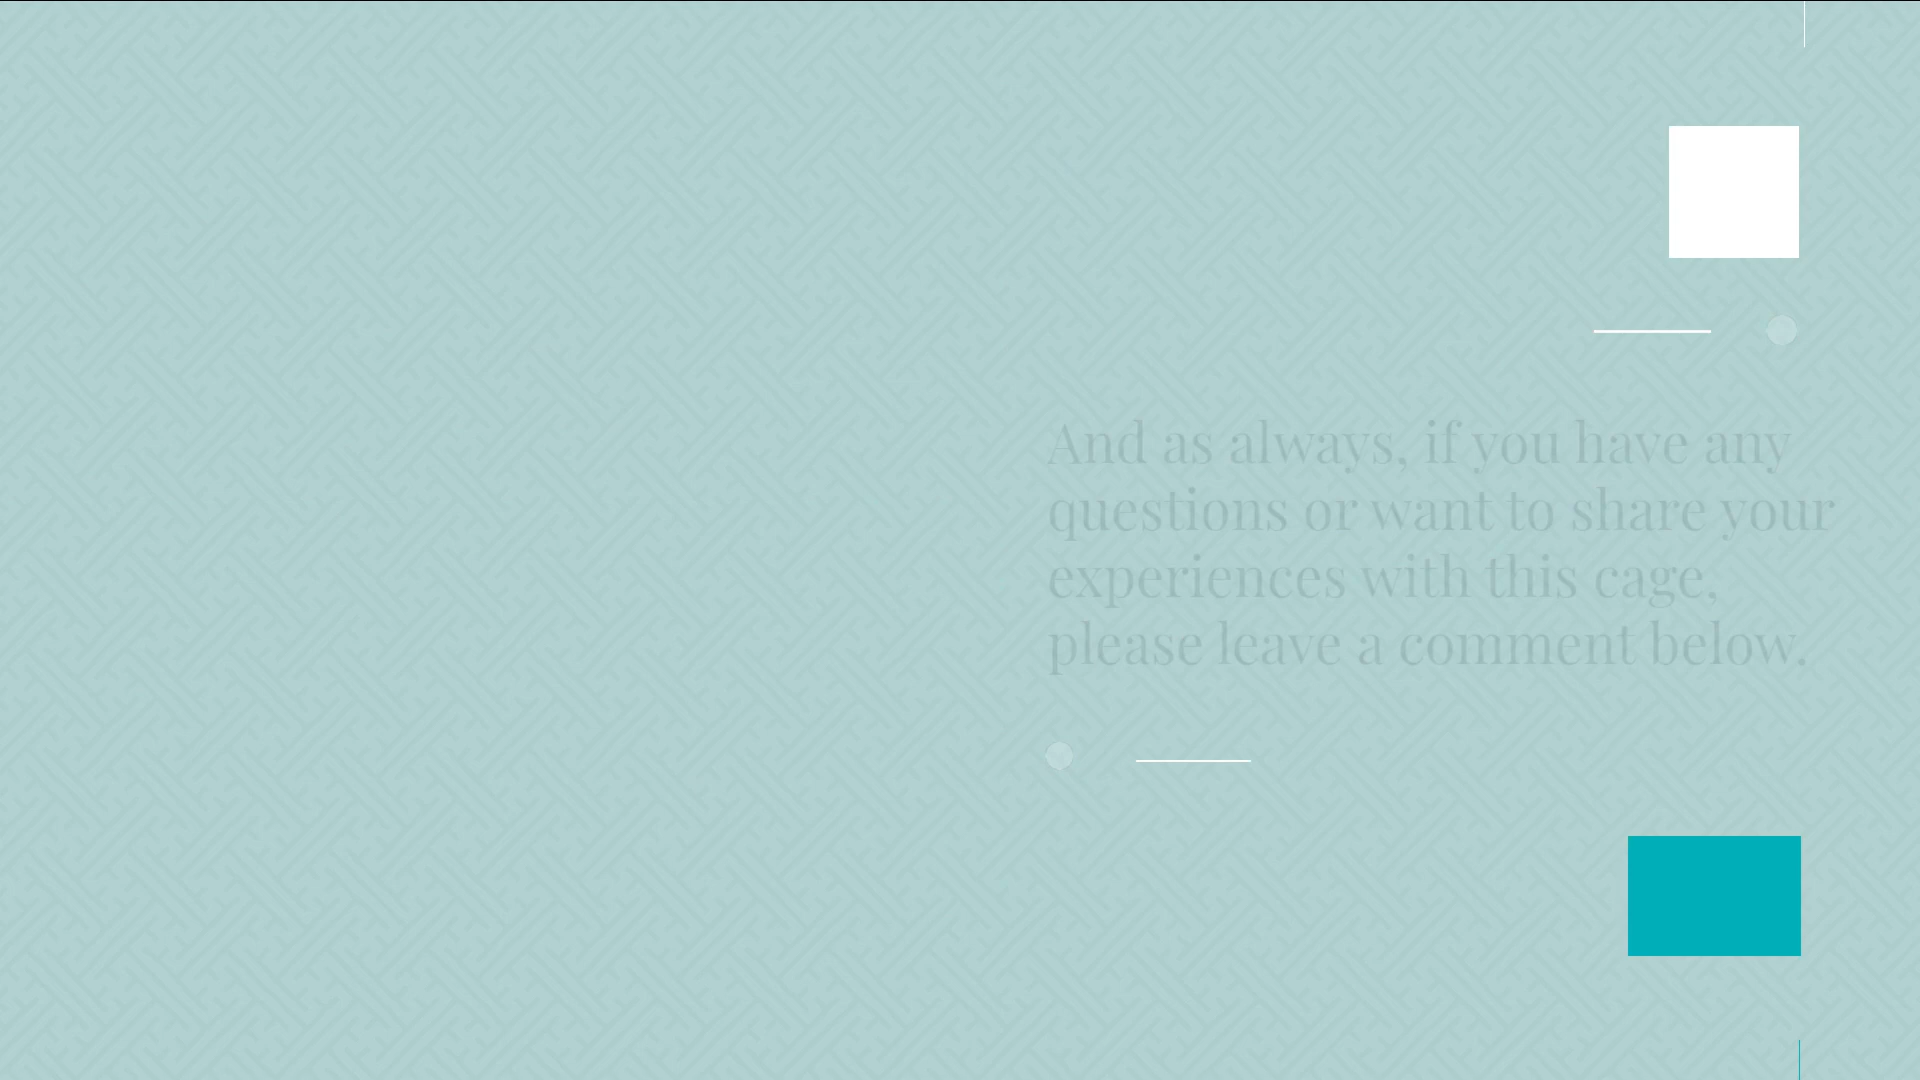 And as always, if you have any
questions or want to share your
experiences with this cage,
please leave a comment below.